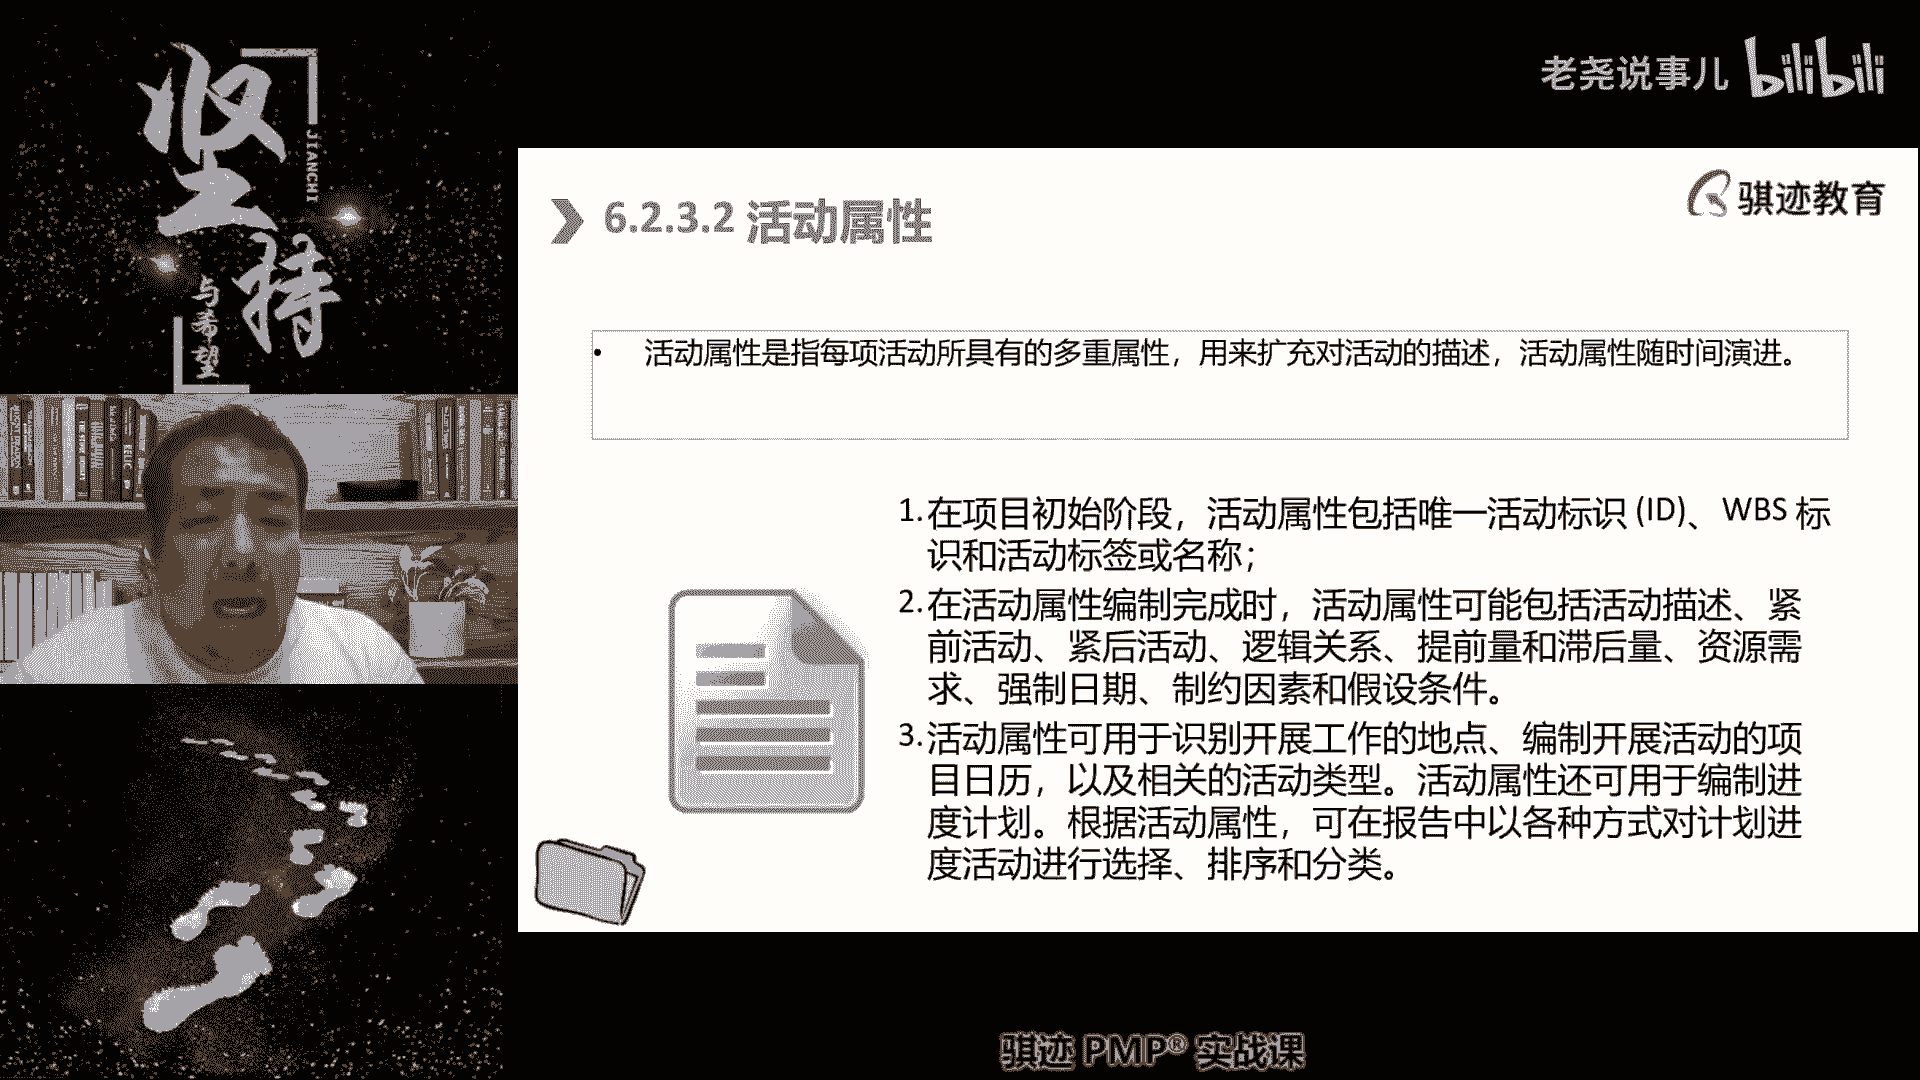 坚持
JIANCHI
与希望
老尧说事儿 bilibili
骐迹教育
6.2.3.2 活动属性
• 活动属性是指每项活动所具有的多重属性，用来扩充对活动的描述，活动属性随时间演进。
1.在项目初始阶段，活动属性包括唯一活动标识 (ID)、WBS 标
识和活动标签或名称；
2.在活动属性编制完成时，活动属性可能包括活动描述、紧
前活动、紧后活动、逻辑关系、提前量和滞后量、资源需
求、强制日期、制约因素和假设条件。
3.活动属性可用于识别开展工作的地点、编制开展活动的项
目日历，以及相关的活动类型。活动属性还可用于编制进
度计划。根据活动属性，可在报告中以各种方式对计划进
度活动进行选择、排序和分类。
骐迹 PMP® 实战课